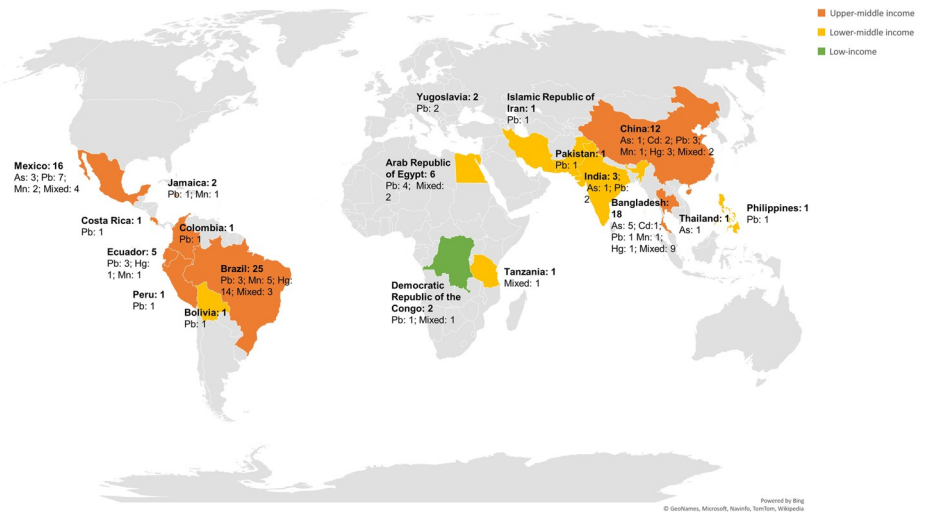 Upper-middle income
Lower-middle income
Low-income
Yugoslavia: 2
Pb: 2
Islamic Republic of
Iran: 1
Pb: 1
China:12
As: 1; Cd: 2; Pb: 3;
Mn: 1; Hg: 3; Mixed: 2
Mexico: 16
As: 3; Pb: 7;
Mn: 2; Mixed: 4
Arab Republic
of Egypt: 6
Pb: 4; Mixed:
2
Pakistan: 1
Pb: 1
India: 3;
As: 1; Pb:
2
Jamaica: 2
Pb: 1; Mn: 1
Bangladesh:
18
As: 5; Cd:1;
Pb: 1 Mn: 1;
Hg: 1; Mixed: 9
Philippines: 1
Pb: 1
Thailand: 1
As: 1
Costa Rica: 1
Pb: 1
Colombia: 1
Pb: 1
Ecuador: 5
Pb: 3; Hg:
1; Mn: 1
Brazil: 25
Pb: 3; Mn: 5; Hg:
14; Mixed: 3
Tanzania: 1
Mixed: 1
Democratic
Republic of the
Congo: 2
Pb: 1; Mixed: 1
Peru: 1
Pb: 1
Bolivia: 1
Pb: 1
Powered by Bing
© GeoNames, Microsoft, Navinfo, TomTom, Wikipedia